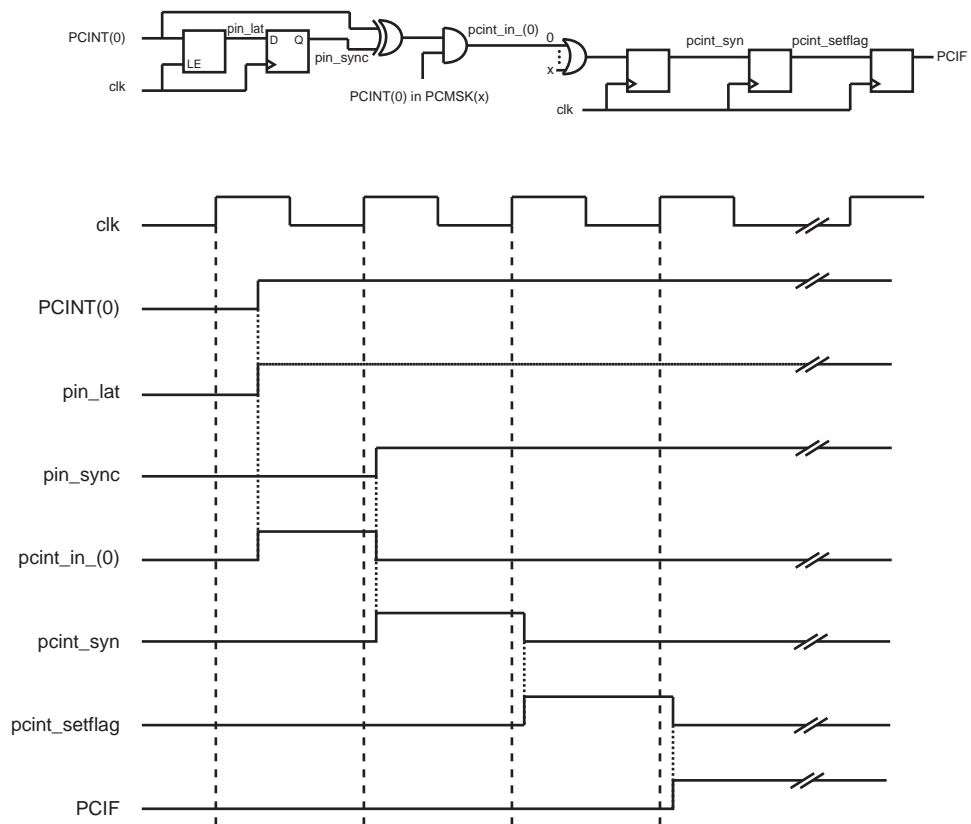 PCINT(0)
pin_lat
LE
D Q
clk
pin_sync
PCINT(0) in PCMSK(x)
pcint_in_(0)
0
x
pcint_syn
pcint_setflag
PCIF
clk
clk
PCINT(0)
pin_lat
pin_sync
pcint_in_(0)
pcint_syn
pcint_setflag
PCIF